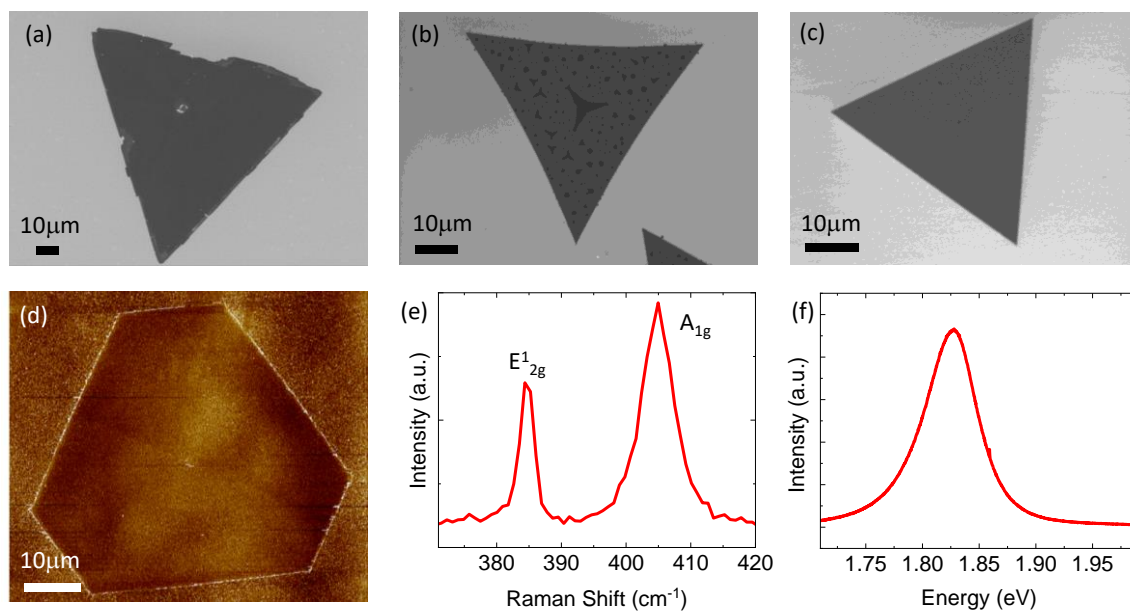 (a)
10μm
(b)
10μm
(c)
10μm
(d)
10μm
(e)
E¹₂g
A₁g
Intensity (a.u.)
380 390 400 410 420
Raman Shift (cm⁻¹)
(f)
Intensity (a.u.)
1.75 1.80 1.85 1.90 1.95
Energy (eV)